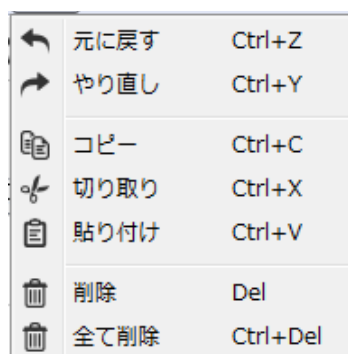 元に戻す Ctrl+Z
やり直し Ctrl+Y
コピー Ctrl+C
切り取り Ctrl+X
貼り付け Ctrl+V
削除 Del
全て削除 Ctrl+Del